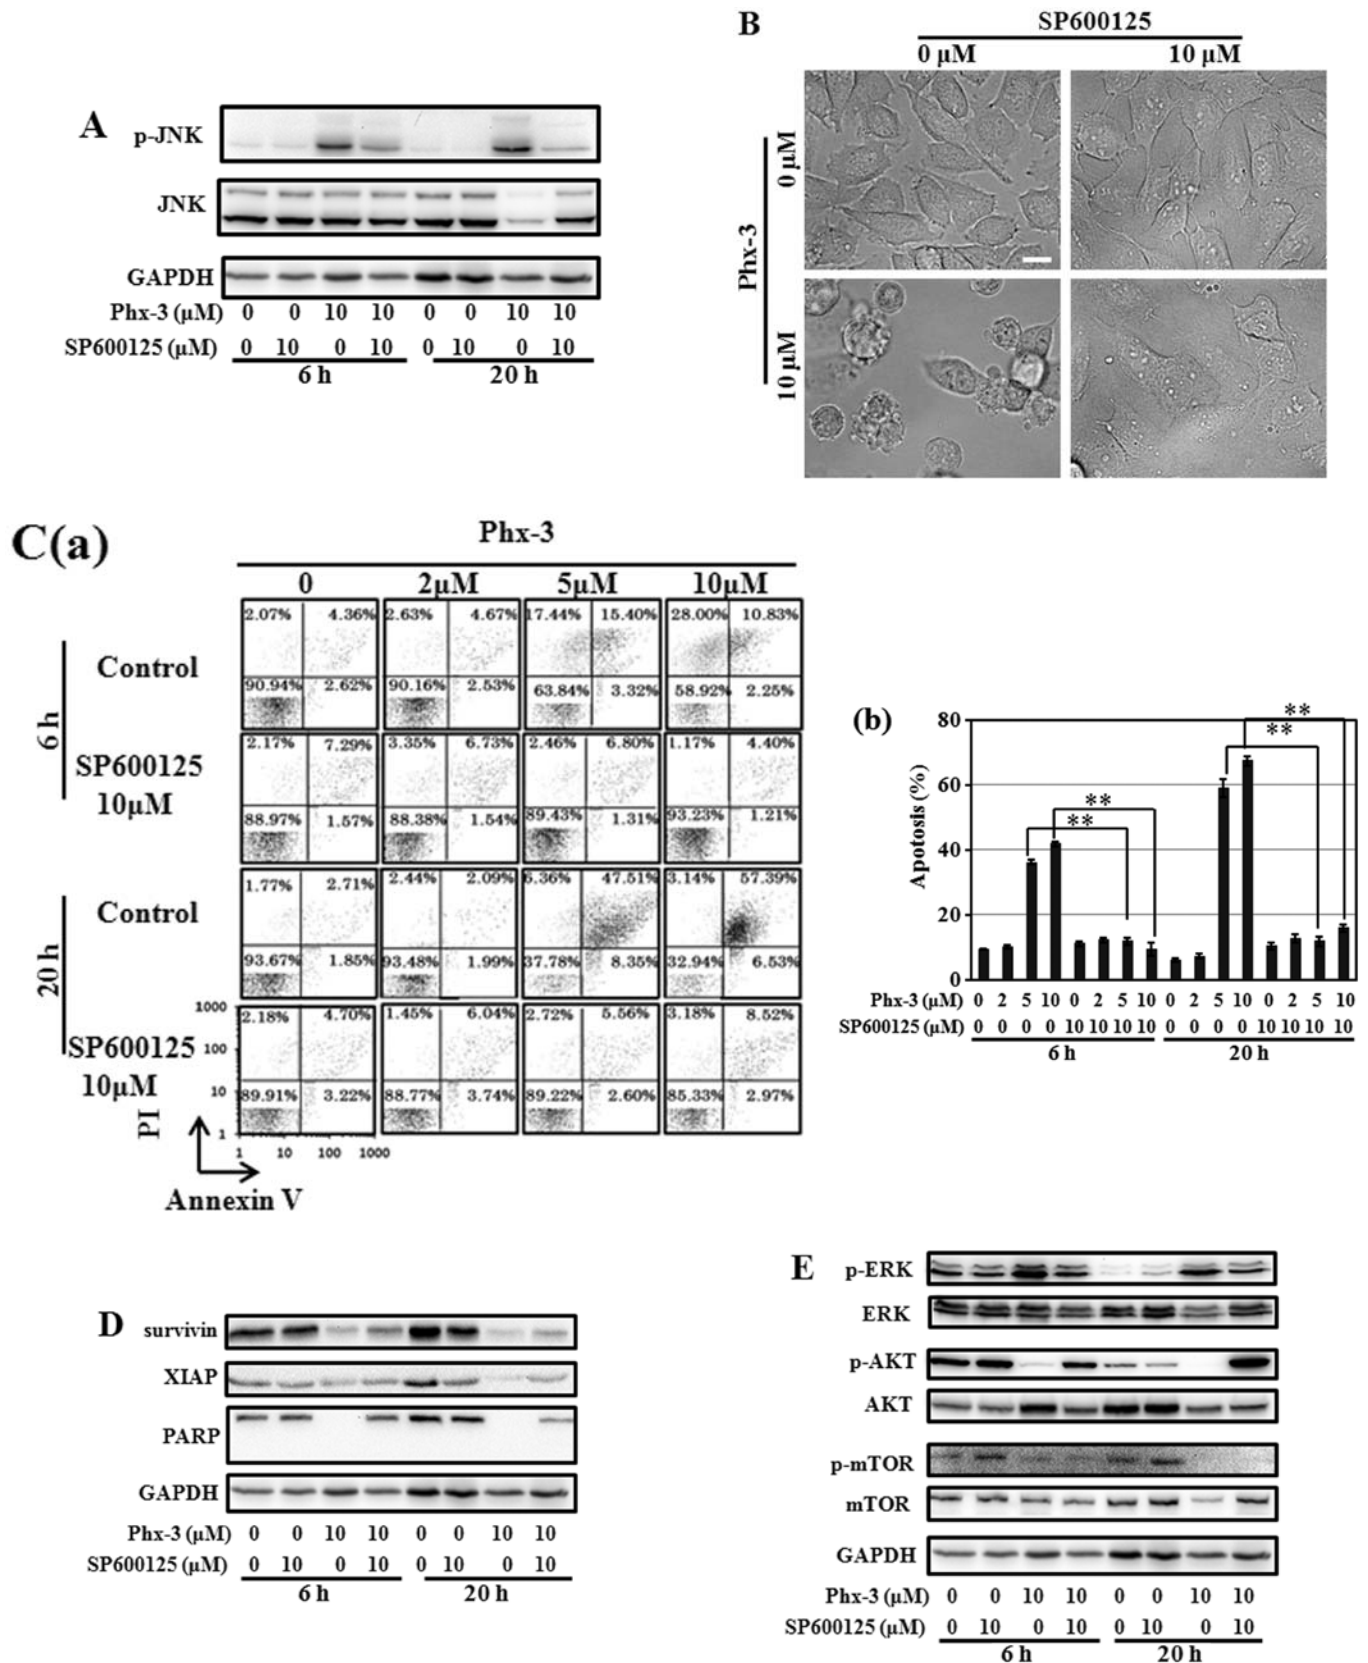 A
p-JNK
JNK
GAPDH
Phx-3 (μM) 0 0 10 10 0 0 10 10
SP600125 (μM) 0 10 0 10 0 10 0 10
6 h 20 h
B
SP600125
0 μM 10 μM
Phx-3
0 μM
10 μM
C(a)
Phx-3
0 2μM 5μM 10μM
6 h
Control
2.07% 4.36% 2.63% 4.67% 17.44% 15.40% 28.00% 10.83%
90.94% 2.62% 90.16% 2.53% 63.84% 3.32% 58.92% 2.25%
SP600125
10μM
2.17% 7.29% 3.35% 6.73% 2.46% 6.80% 1.17% 4.40%
88.97% 1.57% 88.38% 1.54% 89.43% 1.31% 93.23% 1.21%
20 h
Control
1.77% 2.71% 2.44% 2.09% 6.36% 47.51% 3.14% 57.39%
93.67% 1.85% 93.48% 1.99% 37.78% 8.35% 32.94% 6.53%
SP600125
10μM
2.18% 4.70% 1.45% 6.04% 2.72% 5.56% 3.18% 8.52%
89.91% 3.22% 88.77% 3.74% 89.22% 2.60% 85.33% 2.97%
1000
100
10
1
1 10 100 1000
PI
Annexin V
(b)
Apotosis (%)
80
60
40
20
0
**
**
**
**
Phx-3 (μM) 0 2 5 10 0 2 5 10 0 2 5 10 0 2 5 10
SP600125 (μM) 0 0 0 0 10 10 10 10 0 0 0 0 10 10 10 10
6 h 20 h
D
survivin
XIAP
PARP
GAPDH
Phx-3 (μM) 0 0 10 10 0 0 10 10
SP600125 (μM) 0 10 0 10 0 10 0 10
6 h 20 h
E
p-ERK
ERK
p-AKT
AKT
p-mTOR
mTOR
GAPDH
Phx-3 (μM) 0 0 10 10 0 0 10 10
SP600125 (μM) 0 10 0 10 0 10 0 10
6 h 20 h